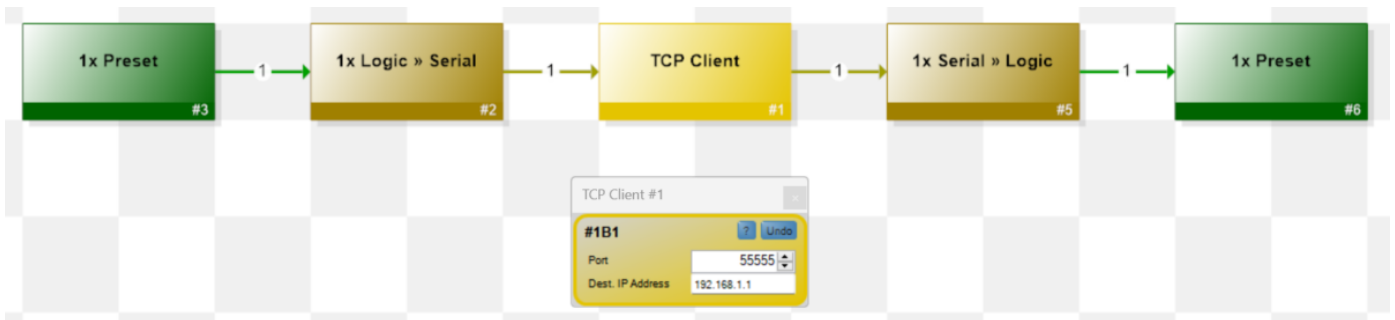 1x Preset
#3
1
1x Logic » Serial
#2
1
TCP Client
#1
1
1x Serial » Logic
#5
1
1x Preset
#6
TCP Client #1
x
#1B1
? Undo
Port 55555
Dest. IP Address 192.168.1.1